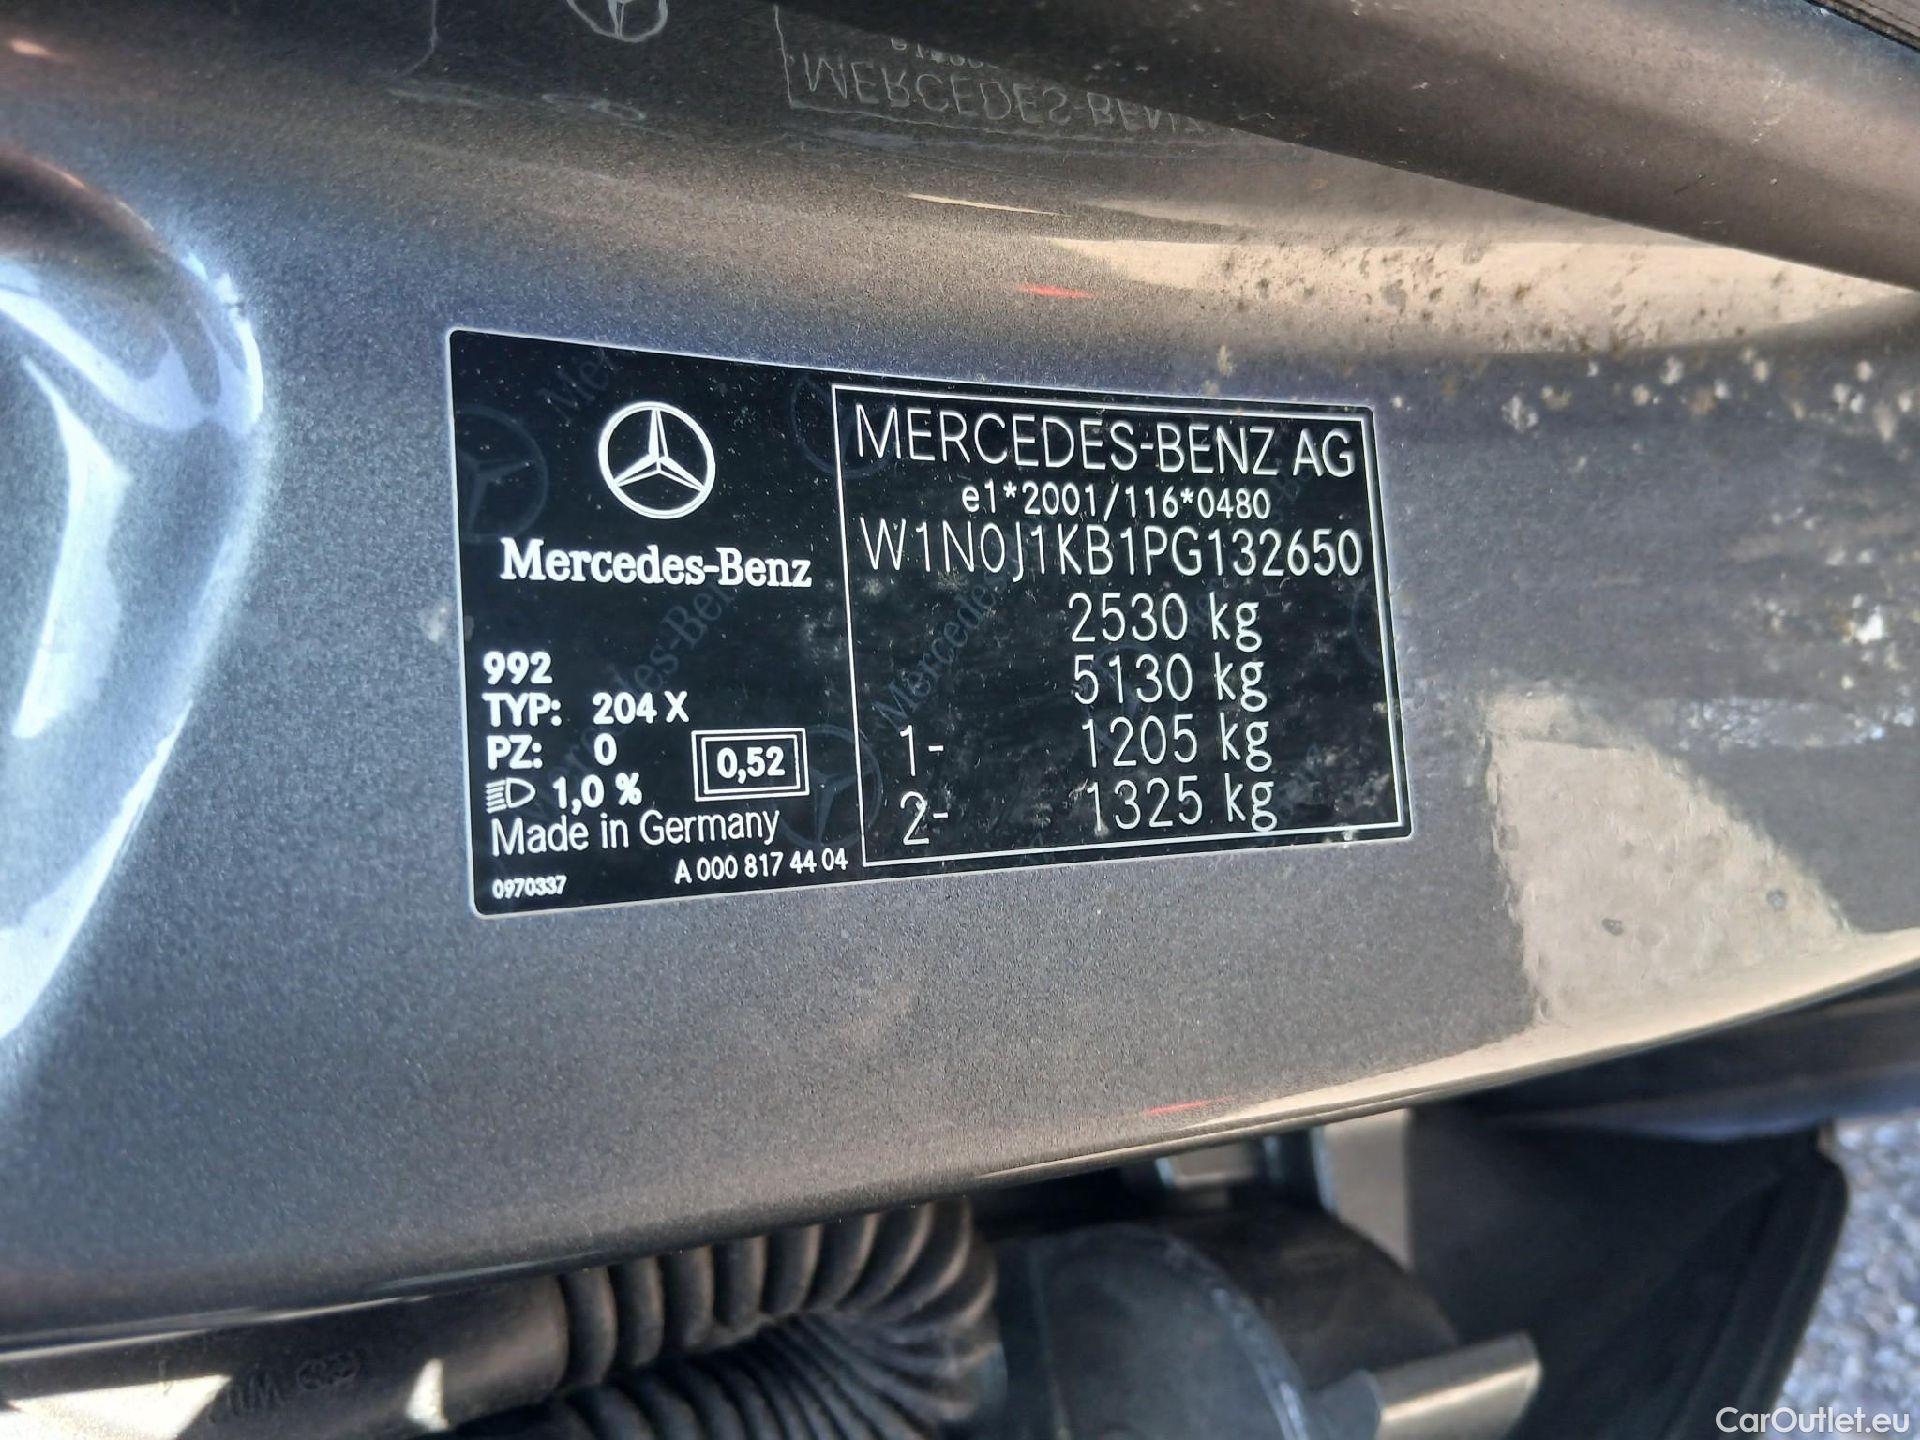 Mercedes-Benz
992
TYP: 204 X
PZ: 0
1,0 %
0,52
Made in Germany
A 000 817 44 04
0970337
MERCEDES-BENZ AG
e1*2001/116*0480
W1N0J1KB1PG132650
2530 kg
5130 kg
1- 1205 kg
2- 1325 kg
CarOutlet.eu